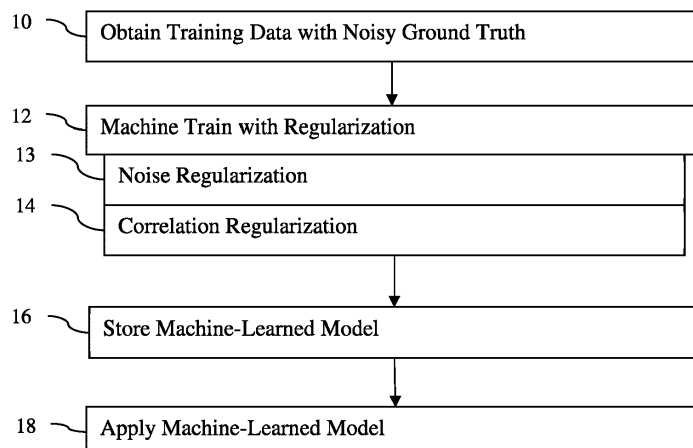 10 Obtain Training Data with Noisy Ground Truth
12 Machine Train with Regularization
13 Noise Regularization
14 Correlation Regularization
16 Store Machine-Learned Model
18 Apply Machine-Learned Model